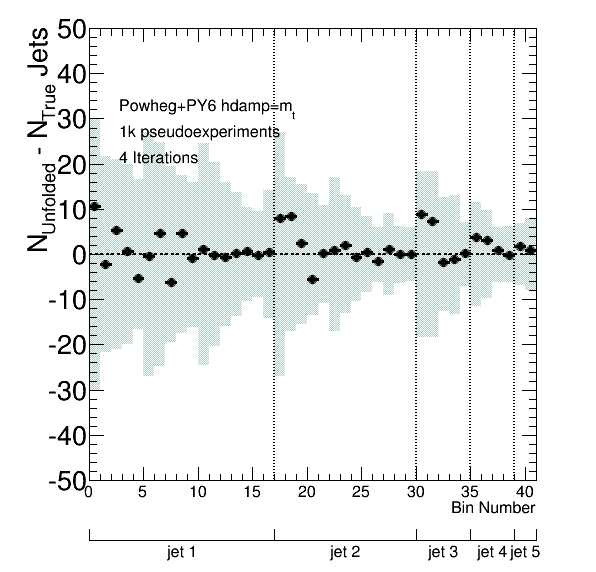 N_Unfolded - N_True Jets
50
40
30
20
10
0
-10
-20
-30
-40
-50
Powheg+PY6 hdamp=m_t
1k pseudoexperiments
4 Iterations
0 5 10 15 20 25 30 35 40
Bin Number
jet 1 jet 2 jet 3 jet 4 jet 5